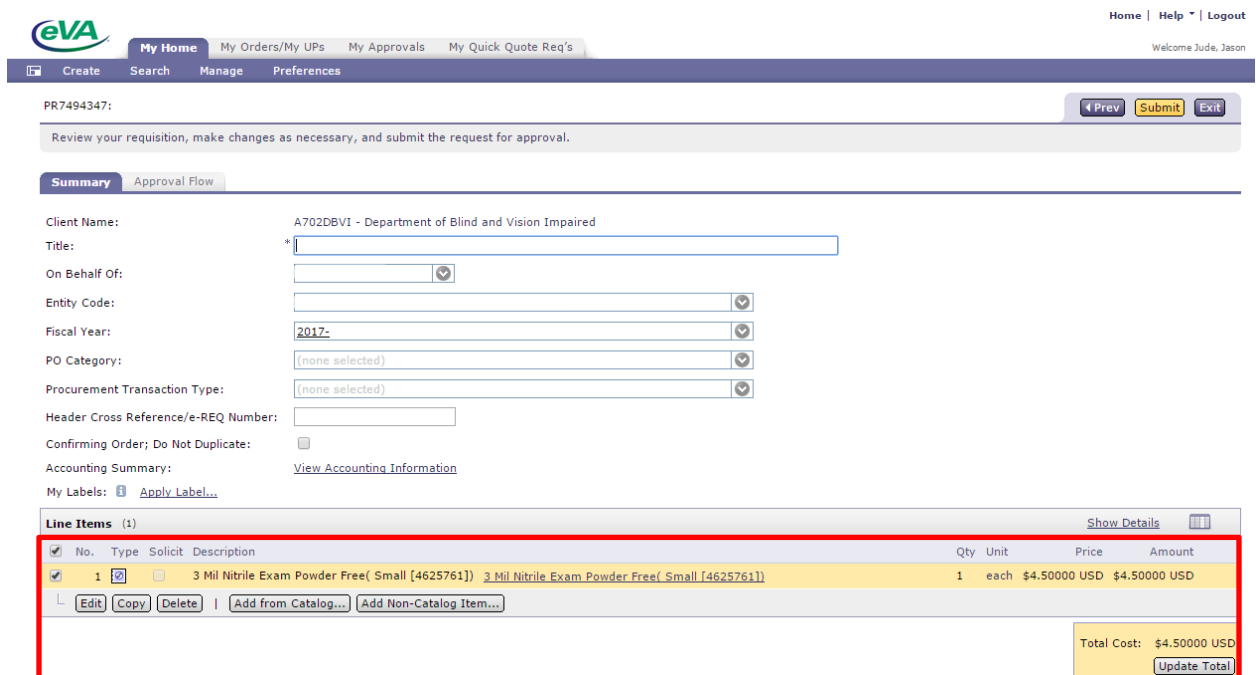 Home | Help | Logout
eVA
My Home My Orders/My UPs My Approvals My Quick Quote Req's
Welcome Jude, Jason
Create Search Manage Preferences
PR7494347:
Prev Submit Exit
Review your requisition, make changes as necessary, and submit the request for approval.
Summary Approval Flow
Client Name: A702DBVI - Department of Blind and Vision Impaired
Title: *
On Behalf Of:
Entity Code:
Fiscal Year: 2017-
PO Category: (none selected)
Procurement Transaction Type: (none selected)
Header Cross Reference/e-REQ Number:
Confirming Order; Do Not Duplicate:
Accounting Summary: View Accounting Information
My Labels: i Apply Label...
Line Items (1) Show Details
No. Type Solicit Description Qty Unit Price Amount
1 3 Mil Nitrile Exam Powder Free( Small [4625761]) 3 Mil Nitrile Exam Powder Free( Small [4625761]) 1 each $4.50000 USD $4.50000 USD
Edit Copy Delete | Add from Catalog... Add Non-Catalog Item...
Total Cost: $4.50000 USD
Update Total